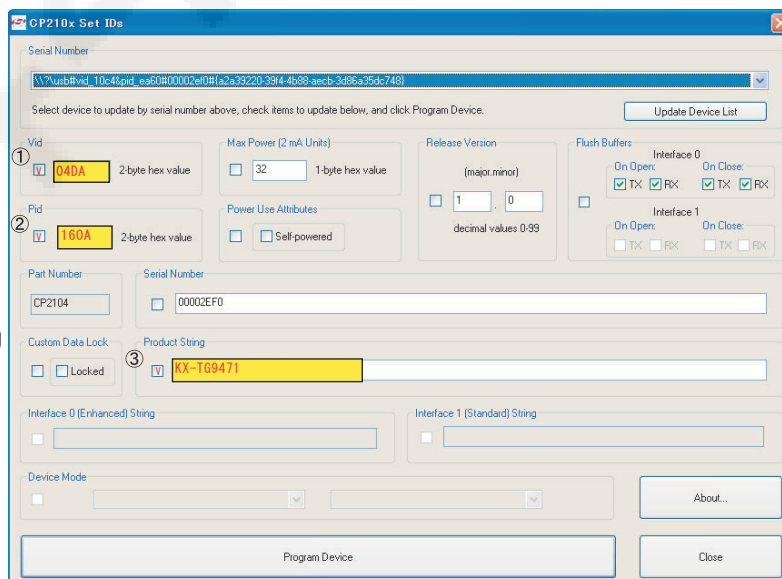 CP210x Set IDs
Serial Number
\\?\usb#vid_10c4&pid_ea60#00002ef0#{a2a39220-39f4-4b88-aecb-3d86a35dc748}
Select device to update by serial number above, check items to update below, and click Program Device.
Update Device List
Vid
① V 04DA 2-byte hex value
Max Power (2 mA Units)
32 1-byte hex value
Release Version
(major.minor)
1 . 0
decimal values 0-99
Flush Buffers
Interface 0
On Open: On Close:
TX RX TX RX
Interface 1
On Open: On Close:
TX RX TX RX
Pid
② V 160A 2-byte hex value
Power Use Attributes
Self-powered
Part Number
CP2104
Serial Number
00002EF0
Custom Data Lock
Locked
Product String
③ V KX-TG9471
Interface 0 (Enhanced) String
Interface 1 (Standard) String
Device Mode
About...
Program Device
Close